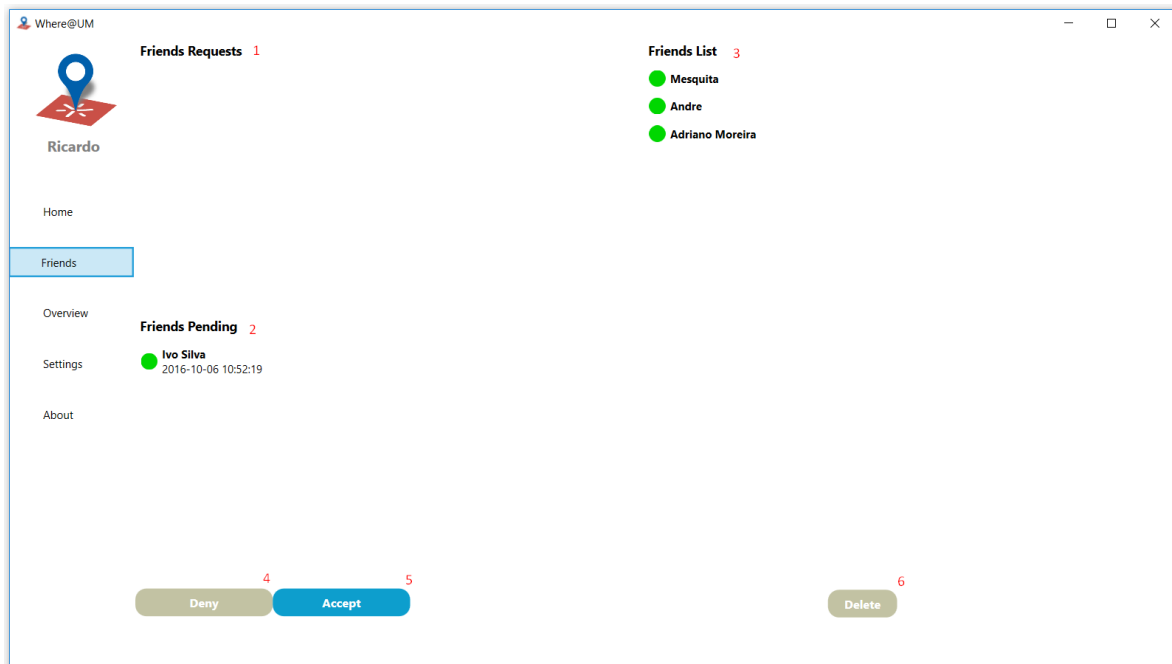 Where@UM
Ricardo
Home
Friends
Overview
Settings
About
Friends Requests 1
Friends Pending 2
Ivo Silva
2016-10-06 10:52:19
4
Deny
5
Accept
Friends List 3
Mesquita
Andre
Adriano Moreira
6
Delete